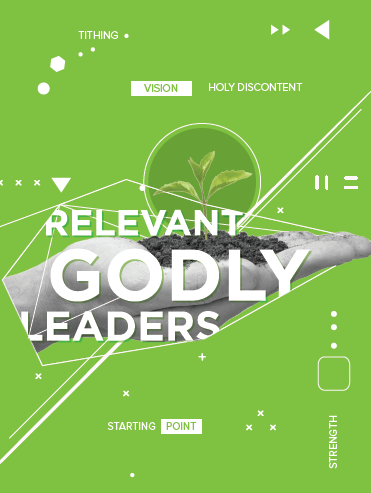 TITHING
VISION HOLY DISCONTENT
RELEVANT
GODLY
LEADERS
STARTING POINT
STRENGTH